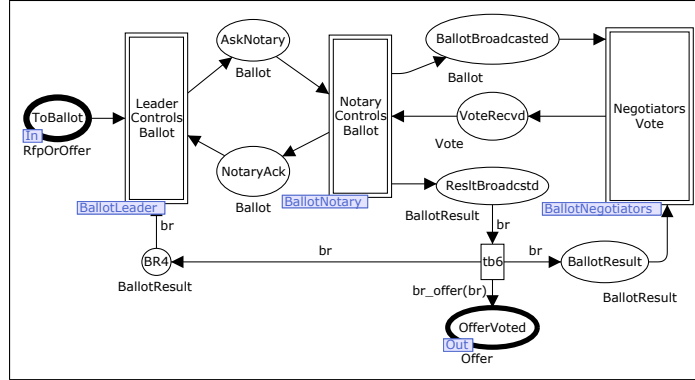 AskNotary
Ballot
BallotBroadcasted
Ballot
ToBallot
In
RfpOrOffer
Leader
Controls
Ballot
BallotLeader
Notary
Controls
Ballot
BallotNotary
VoteRecvd
Vote
Negotiators
Vote
BallotNegotiators
NotaryAck
Ballot
ResltBroadcstd
BallotResult
br
br
BR4
BallotResult
br
tb6
br
BallotResult
BallotResult
br_offer(br)
OfferVoted
Out
Offer